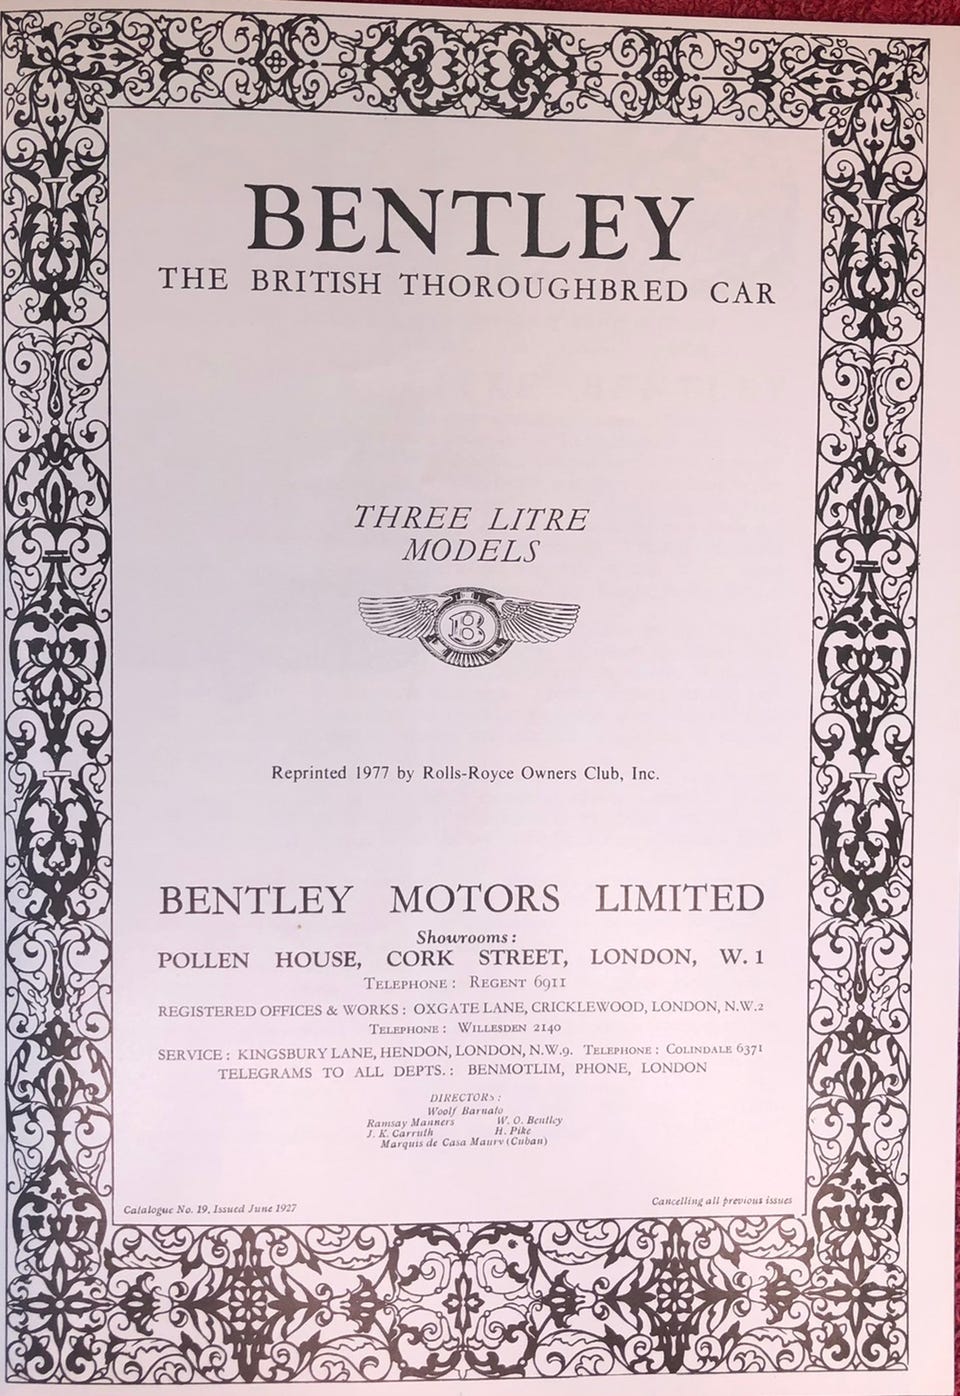 BENTLEY
THE BRITISH THOROUGHBRED CAR
THREE LITRE
MODELS
B
Reprinted 1977 by Rolls-Royce Owners Club, Inc.
BENTLEY MOTORS LIMITED
Showrooms:
POLLEN HOUSE, CORK STREET, LONDON, W. 1
TELEPHONE: REGENT 6911
REGISTERED OFFICES & WORKS: OXGATE LANE, CRICKLEWOOD, LONDON, N.W.2
TELEPHONE: WILLESDEN 2140
SERVICE: KINGSBURY LANE, HENDON, LONDON, N.W.9. TELEPHONE: COLINDALE 6371
TELEGRAMS TO ALL DEPTS.: BENMOTLIM, PHONE, LONDON
DIRECTORS:
Woolf Barnato
Ramsay Manners W. O. Bentley
J. K. Carruth H. Pike
Marquis de Casa Maury (Cuban)
Catalogue No. 19, Issued June 1927 Cancelling all previous issues